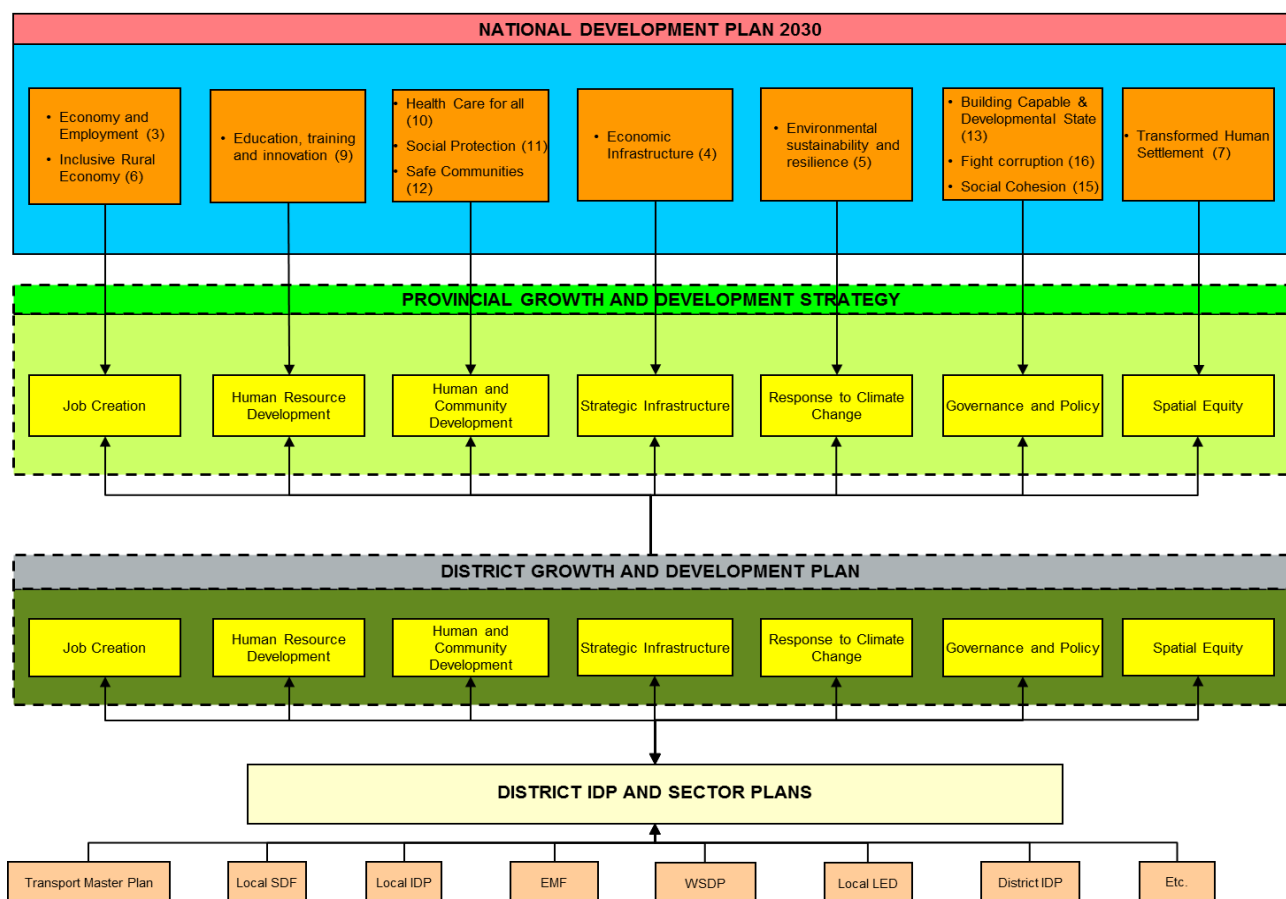 NATIONAL DEVELOPMENT PLAN 2030
• Economy and
Employment (3)
• Inclusive Rural
Economy (6)
• Education, training
and innovation (9)
• Health Care for all
(10)
• Social Protection (11)
• Safe Communities
(12)
• Economic
Infrastructure (4)
• Environmental
sustainability and
resilience (5)
• Building Capable &
Developmental State
(13)
• Fight corruption (16)
• Social Cohesion (15)
• Transformed Human
Settlement (7)
PROVINCIAL GROWTH AND DEVELOPMENT STRATEGY
Job Creation
Human Resource
Development
Human and
Community
Development
Strategic Infrastructure
Response to Climate
Change
Governance and Policy
Spatial Equity
DISTRICT GROWTH AND DEVELOPMENT PLAN
Job Creation
Human Resource
Development
Human and
Community
Development
Strategic Infrastructure
Response to Climate
Change
Governance and Policy
Spatial Equity
DISTRICT IDP AND SECTOR PLANS
Transport Master Plan
Local SDF
Local IDP
EMF
WSDP
Local LED
District IDP
Etc.